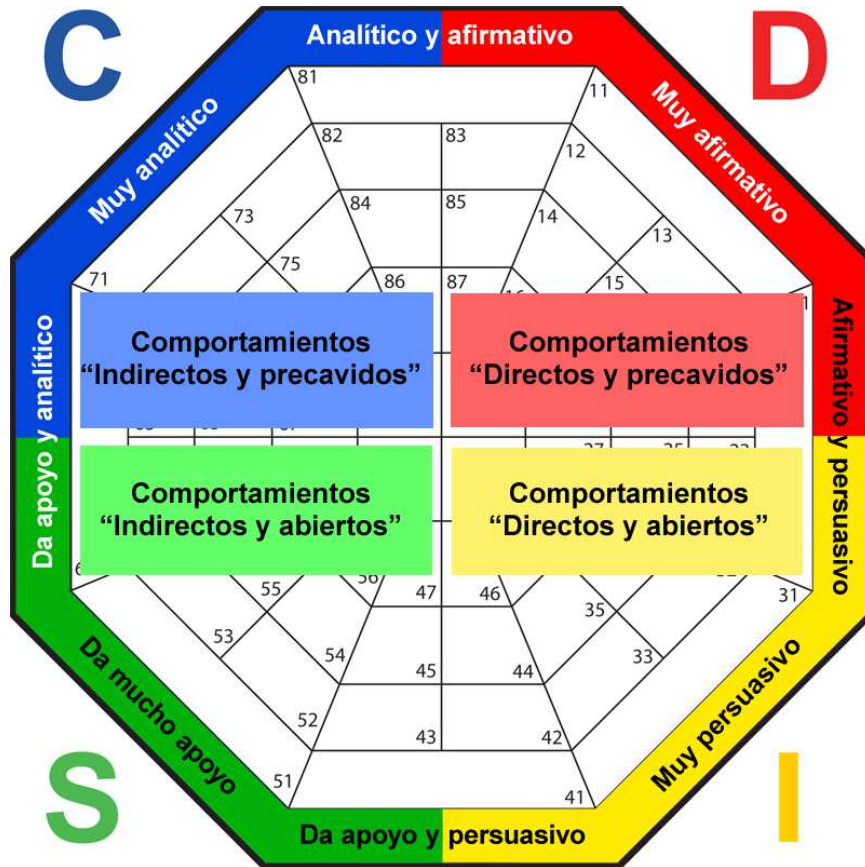 C
Analítico y afirmativo
D
81
11
Muy analítico
Muy afirmativo
82
83
12
84
85
14
73
13
75
15
86
87
71
Comportamientos
“Indirectos y precavidos”
Comportamientos
“Directos y precavidos”
Da apoyo y analítico
Afirmativo y persuasivo
Comportamientos
“Indirectos y abiertos”
Comportamientos
“Directos y abiertos”
56
55
47
46
31
35
53
54
45
44
33
Da mucho apoyo
Muy persuasivo
52
43
42
51
41
S
Da apoyo y persuasivo
I